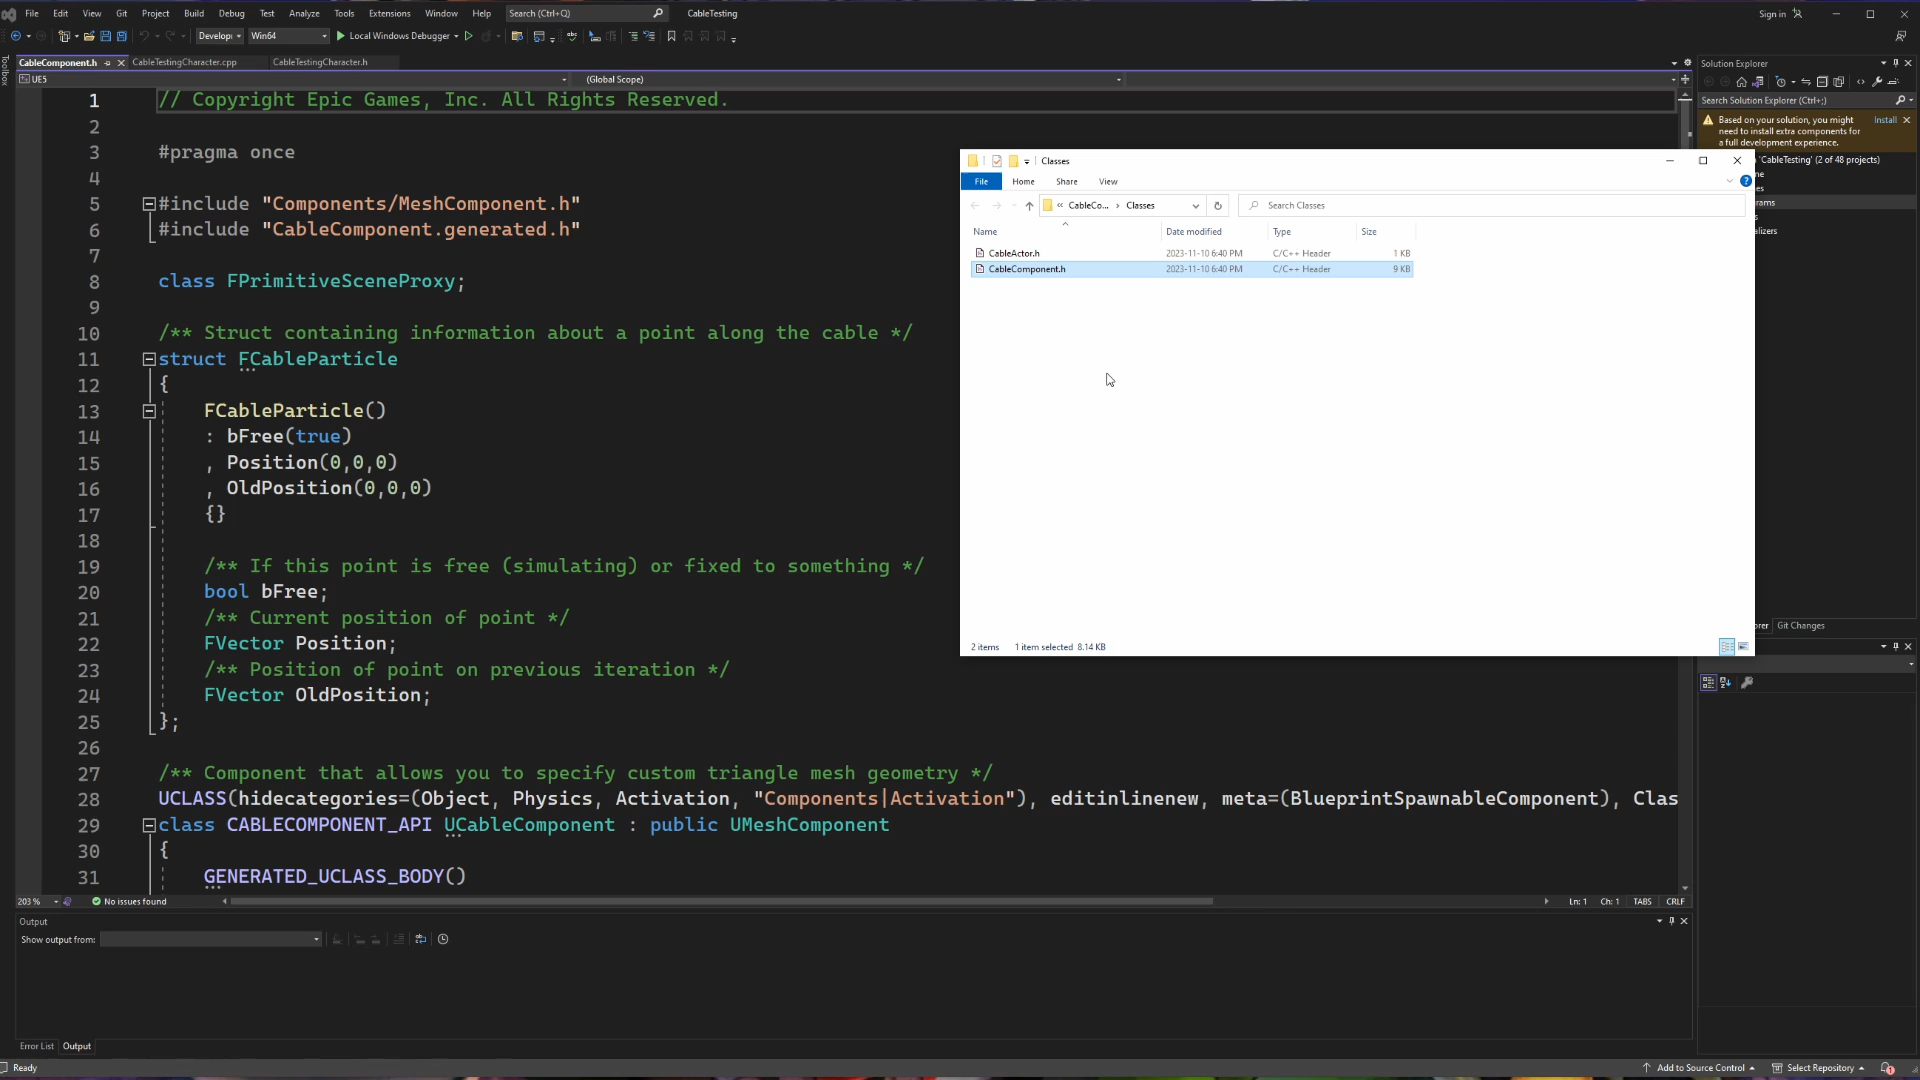 File Edit View Git Project Build Debug Test Analyze Tools Extensions Window Help Search (Ctrl+Q) CableTesting Sign in
Develop Win64 Local Windows Debugger
Toolbox
CableComponent.h CableTestingCharacter.cpp CableTestingCharacter.h
UE5 (Global Scope)
1 // Copyright Epic Games, Inc. All Rights Reserved.
2
3 #pragma once
4
5 #include "Components/MeshComponent.h"
6 #include "CableComponent.generated.h"
7
8 class FPrimitiveSceneProxy;
9
10 /** Struct containing information about a point along the cable */
11 struct FCableParticle
12 {
13 FCableParticle()
14 : bFree(true)
15 , Position(0,0,0)
16 , OldPosition(0,0,0)
17 {}
18
19 /** If this point is free (simulating) or fixed to something */
20 bool bFree;
21 /** Current position of point */
22 FVector Position;
23 /** Position of point on previous iteration */
24 FVector OldPosition;
25 };
26
27 /** Component that allows you to specify custom triangle mesh geometry */
28 UCLASS(hidecategories=(Object, Physics, Activation, "Components|Activation"), editinlinenew, meta=(BlueprintSpawnableComponent), Clas
29 class CABLECOMPONENT_API UCableComponent : public UMeshComponent
30 {
31 GENERATED_UCLASS_BODY()
203 % No issues found Ln: 1 Ch: 1 TABS CRLF
Output
Show output from:
Error List Output
Ready Add to Source Control Select Repository 1
Classes
File Home Share View
« CableCo... › Classes Search Classes
Name Date modified Type Size
CableActor.h 2023-11-10 6:40 PM C/C++ Header 1 KB
CableComponent.h 2023-11-10 6:40 PM C/C++ Header 9 KB
2 items 1 item selected 8.14 KB
Solution Explorer
Search Solution Explorer (Ctrl+;)
Based on your solution, you might Install
need to install extra components for
a full development experience.
'CableTesting' (2 of 48 projects)
ne
es
rams
s
alizers
orer Git Changes